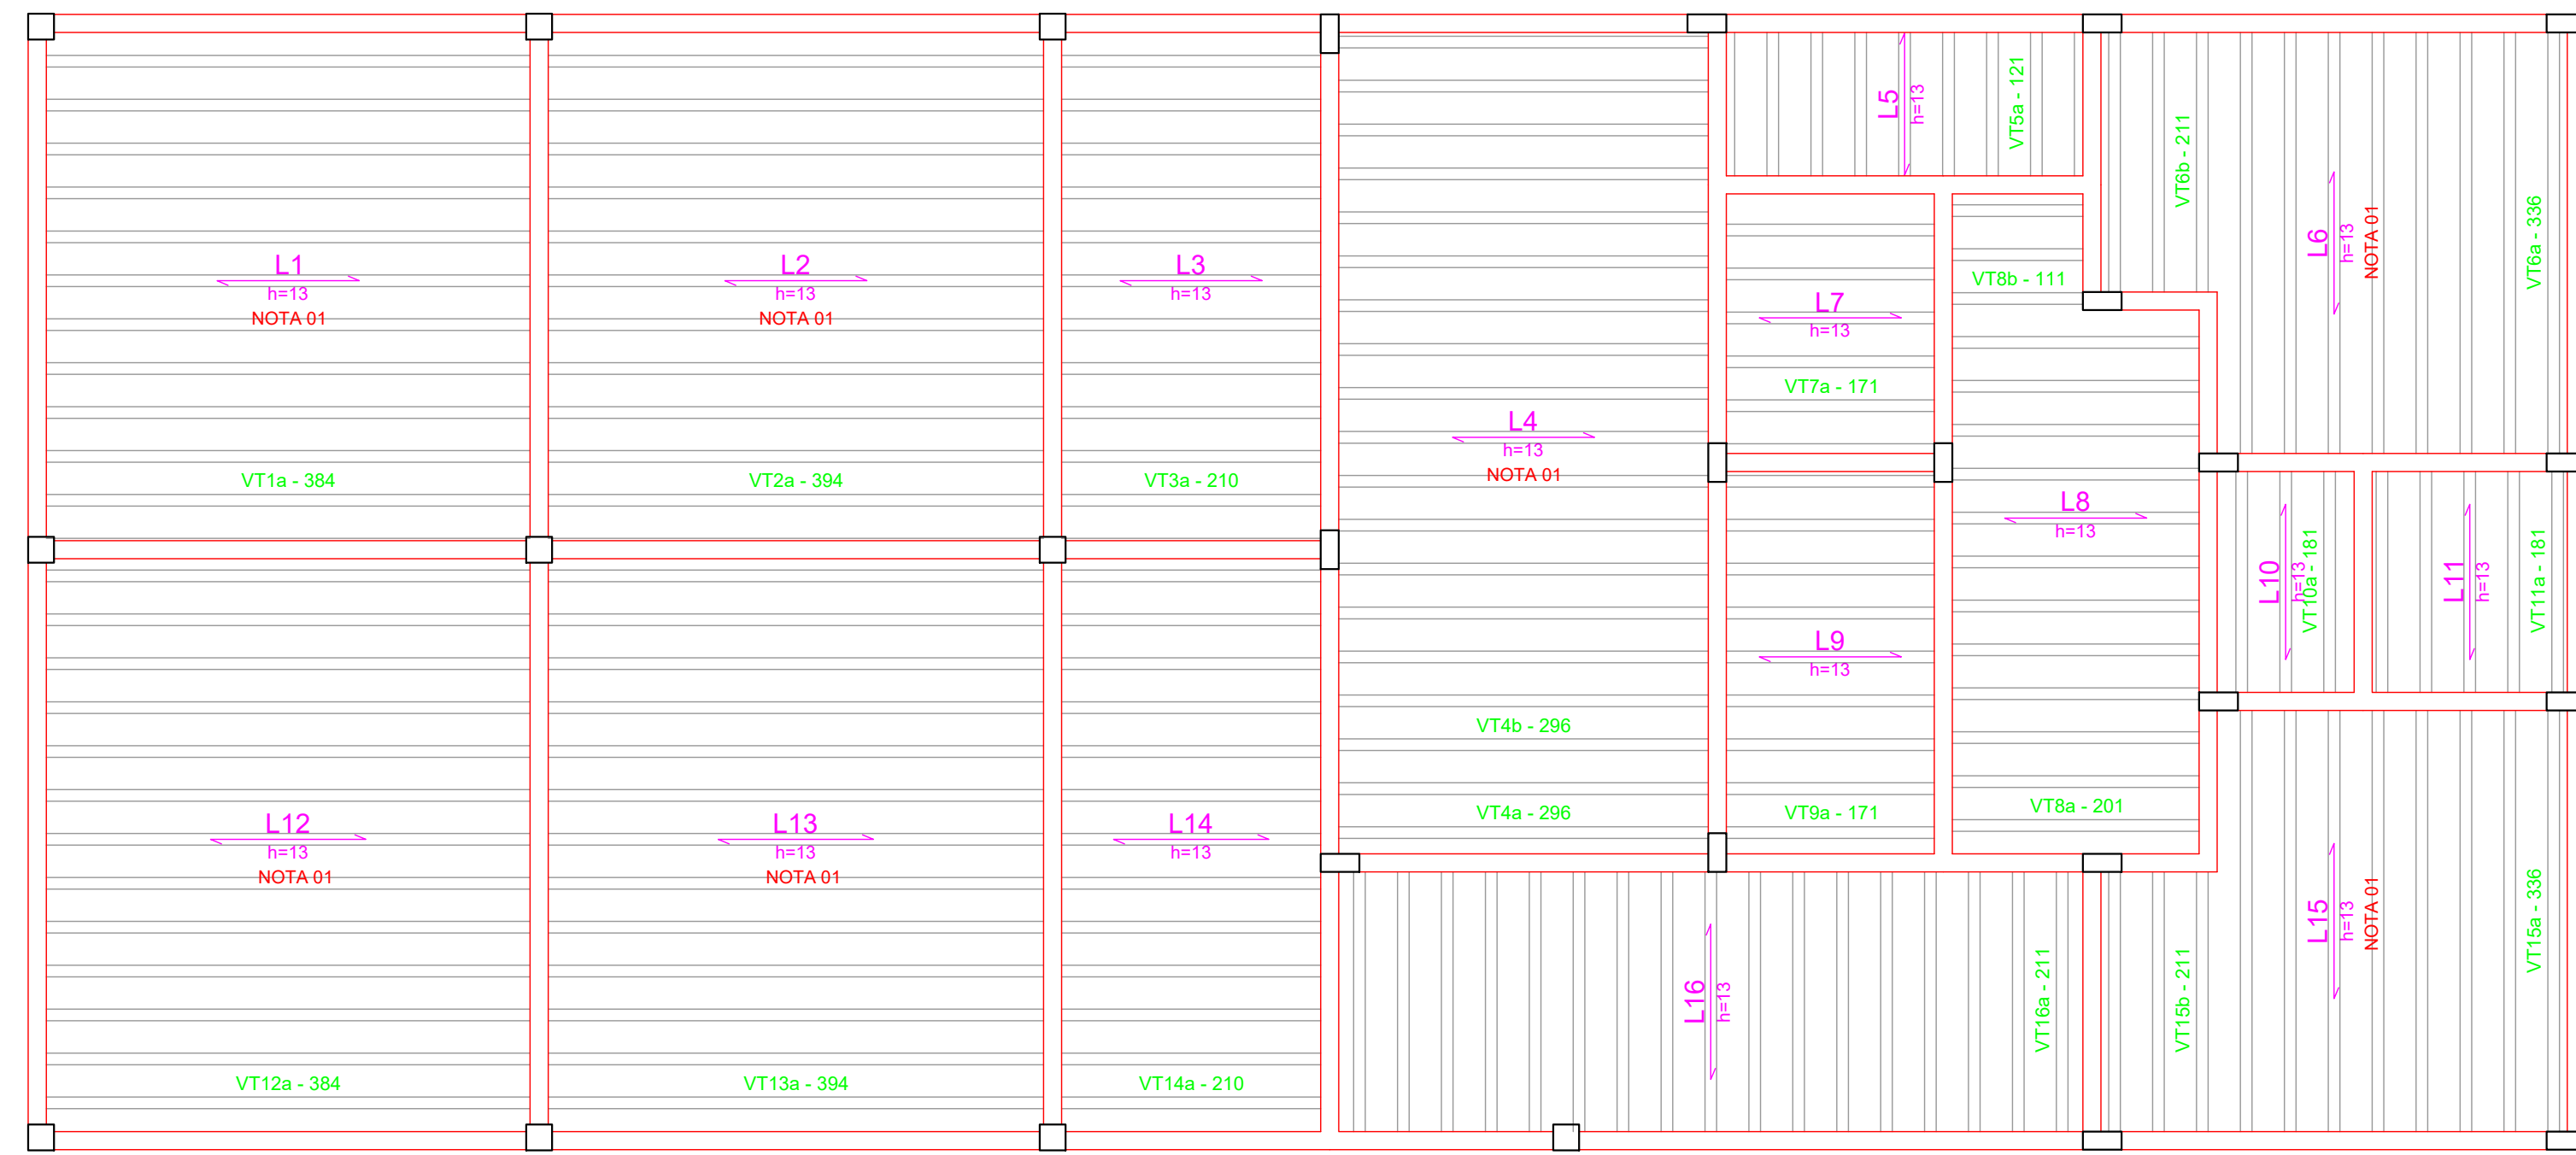 L1
h=13
NOTA 01
VT1a - 384
L2
h=13
NOTA 01
VT2a - 394
L3
h=13
VT3a - 210
L4
h=13
NOTA 01
VT4b - 296
VT4a - 296
L5
h=13
VT5a - 121
VT6b - 211
L6
h=13
NOTA 01
VT6a - 336
L7
h=13
VT7a - 171
VT8b - 111
L8
h=13
VT8a - 201
L9
h=13
VT9a - 171
L10
h=13
VT10a - 181
L11
h=13
VT11a - 181
L12
h=13
NOTA 01
VT12a - 384
L13
h=13
NOTA 01
VT13a - 394
L14
h=13
VT14a - 210
L16
h=13
VT16a - 211
VT15b - 211
L15
h=13
NOTA 01
VT15a - 336